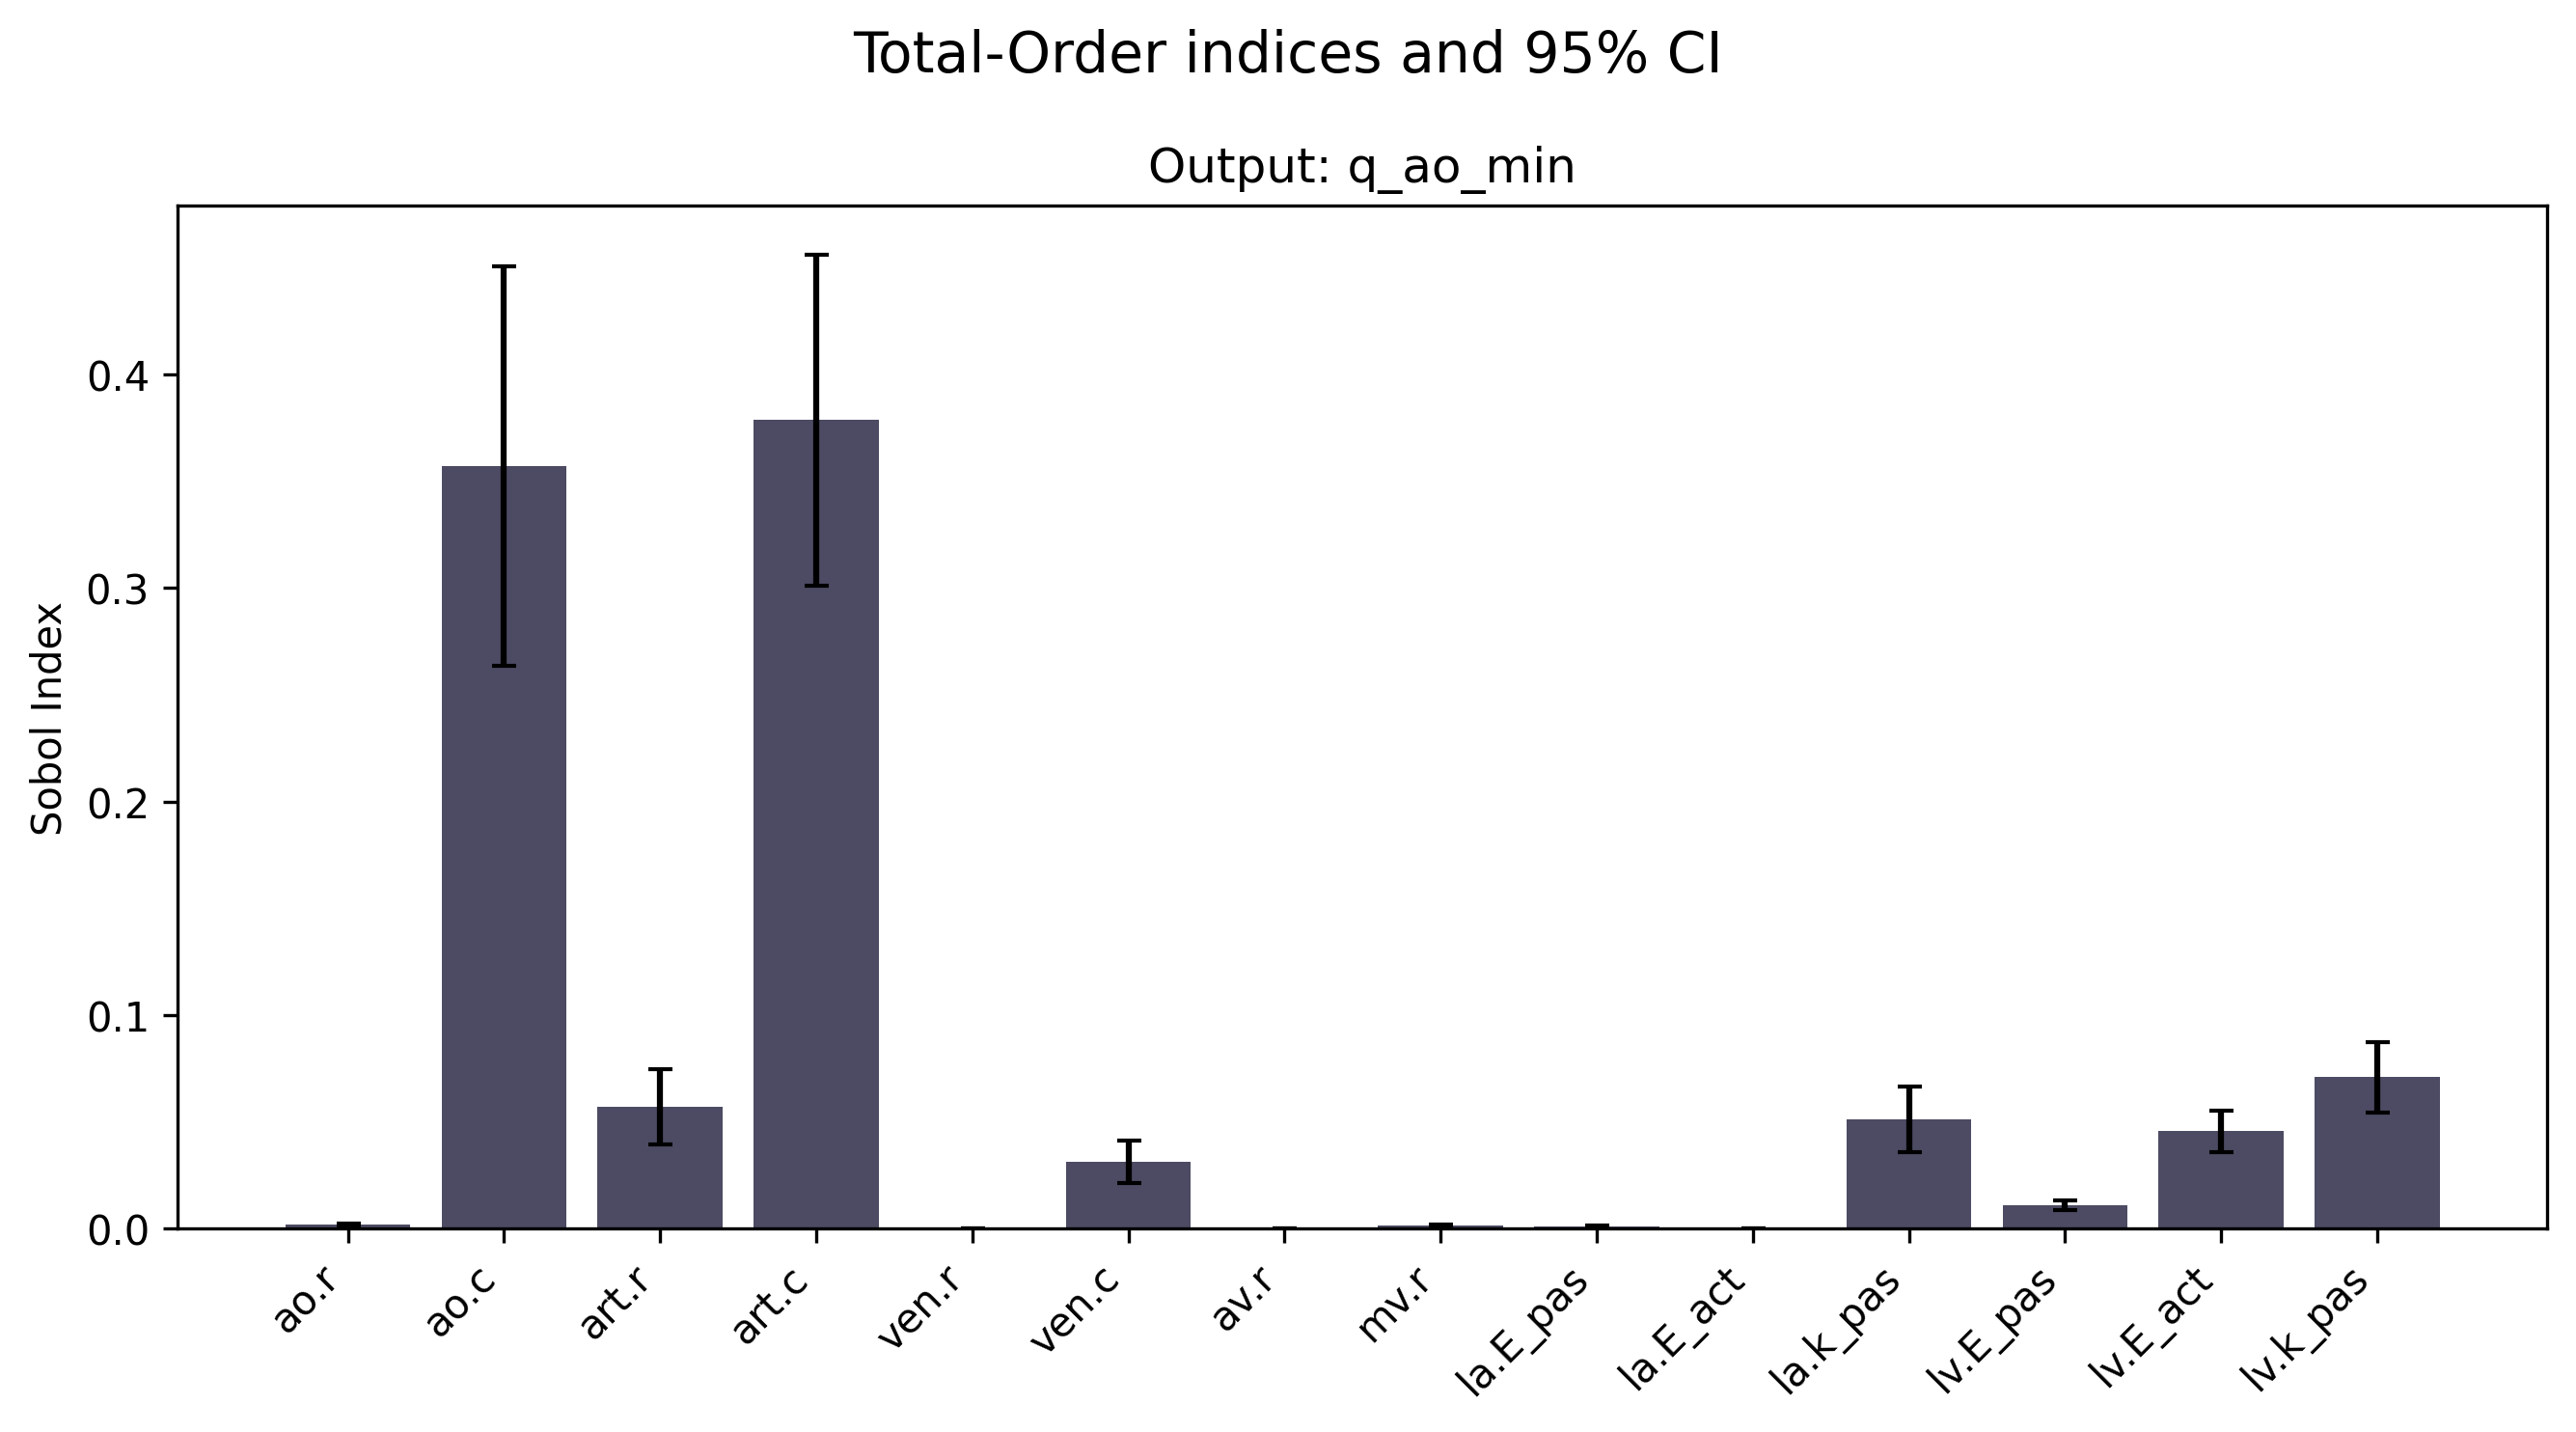 Total-Order indices and 95% CI
Output: q_ao_min
Sobol Index
0.4
0.3
0.2
0.1
0.0
ao.r
ao.c
art.r
art.c
ven.r
ven.c
av.r
mv.r
la.E_pas
la.E_act
la.k_pas
lv.E_pas
lv.E_act
lv.k_pas